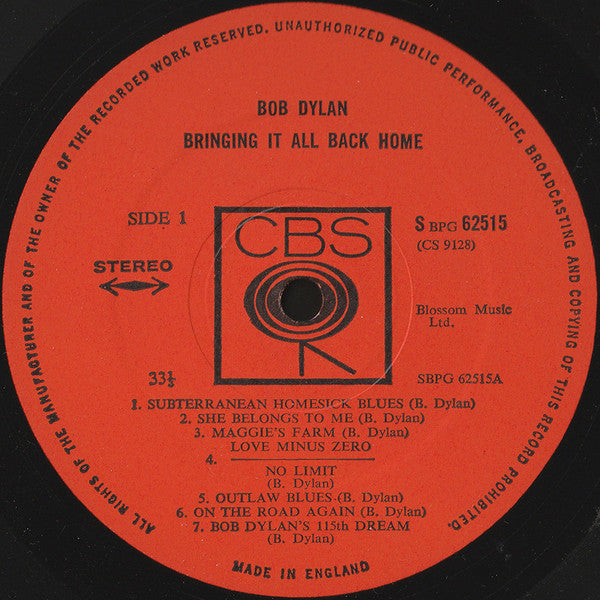 ALL RIGHTS OF THE MANUFACTURER AND OF THE OWNER OF THE RECORDED WORK RESERVED. UNAUTHORIZED PUBLIC PERFORMANCE, BROADCASTING AND COPYING OF THIS RECORD PROHIBITED.
BOB DYLAN
BRINGING IT ALL BACK HOME
SIDE 1
CBS
S BPG 62515
(CS 9128)
STEREO
Blossom Music
Ltd.
33⅓
SBPG 62515A
1. SUBTERRANEAN HOMESICK BLUES (B. Dylan)
2. SHE BELONGS TO ME (B. Dylan)
3. MAGGIE'S FARM (B. Dylan)
LOVE MINUS ZERO
4.
NO LIMIT
(B. Dylan)
5. OUTLAW BLUES-(B. Dylan)
6. ON THE ROAD AGAIN (B. Dylan)
7. BOB DYLAN'S 115th DREAM
(B. Dylan)
MADE IN ENGLAND